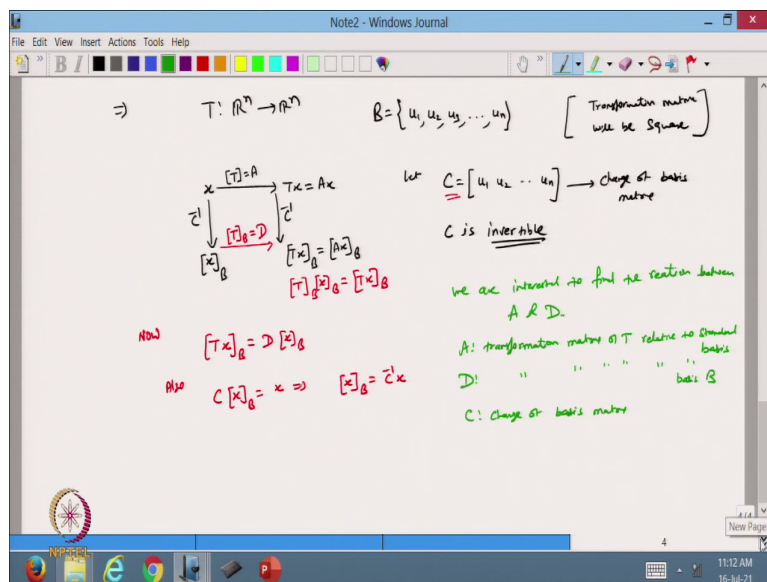 Note2 - Windows Journal
File Edit View Insert Actions Tools Help
B I
⇒ T: ℝⁿ → ℝⁿ B = {u₁, u₂, u₃, ..., uₙ} [Transformation matrix
will be square]
x [T]=A → Tx = Ax let C = [u₁ u₂ ... uₙ] → change of basis
matrix
C⁻¹ [T]_B = D C⁻¹
C is invertible
[x]_B [Tx]_B = [Ax]_B
[T]_B [x]_B = [Tx]_B
We are interested to find the relation between
A & D.
Now [Tx]_B = D [x]_B
A: transformation matrix of T relative to standard
basis
Also C [x]_B = x ⇒ [x]_B = C⁻¹x
D: " " " " " "
basis B
C: change of basis matrix
4/4
New Page
NPTEL
4
11:12 AM
16-Jul-21